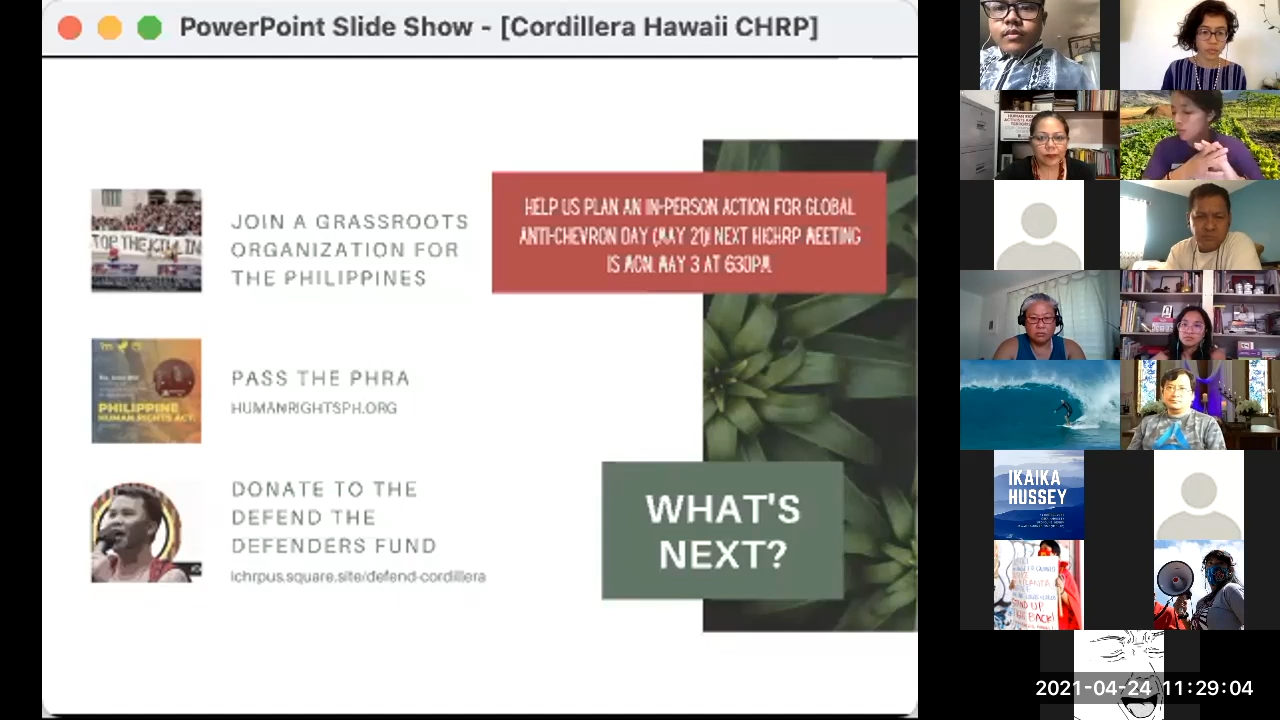 PowerPoint Slide Show - [Cordillera Hawaii CHRP]
JOIN A GRASSROOTS
ORGANIZATION FOR
THE PHILIPPINES
HELP US PLAN AN IN-PERSON ACTION FOR GLOBAL
ANTI-CHEVRON DAY (MAY 21)! NEXT HICHRP MEETING
IS MON. MAY 3 AT 630PM.
TOP THE KILLIN
PASS THE PHRA
HUMANRIGHTSPH.ORG
PHILIPPINE
HUMAN RIGHTS ACT.
DONATE TO THE
DEFEND THE
DEFENDERS FUND
ichrpus.square.site/defend-cordillera
WHAT'S
NEXT?
IKAIKA
HUSSEY
2021-04-24 11:29:04